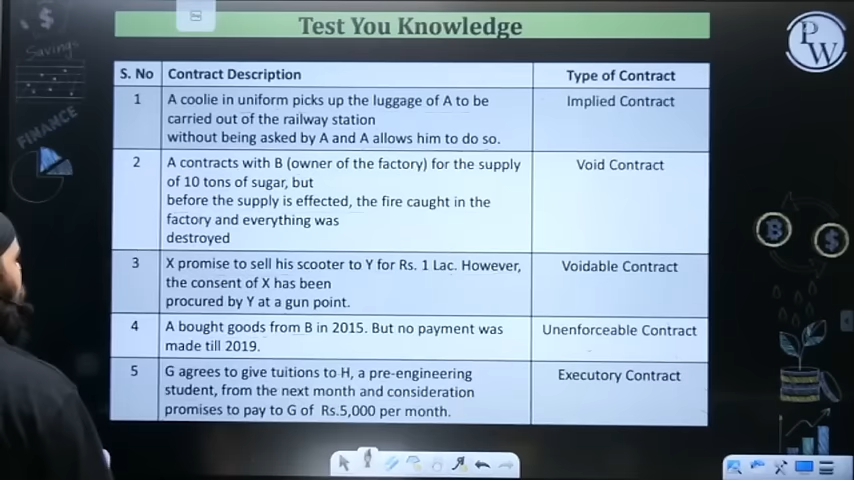 Test You Knowledge
PW
Savings
FINANCE
S. No Contract Description Type of Contract
1 A coolie in uniform picks up the luggage of A to be Implied Contract
carried out of the railway station
without being asked by A and A allows him to do so.
2 A contracts with B (owner of the factory) for the supply Void Contract
of 10 tons of sugar, but
before the supply is effected, the fire caught in the
factory and everything was
destroyed
3 X promise to sell his scooter to Y for Rs. 1 Lac. However, Voidable Contract
the consent of X has been
procured by Y at a gun point.
4 A bought goods from B in 2015. But no payment was Unenforceable Contract
made till 2019.
5 G agrees to give tuitions to H, a pre-engineering Executory Contract
student, from the next month and consideration
promises to pay to G of Rs.5,000 per month.